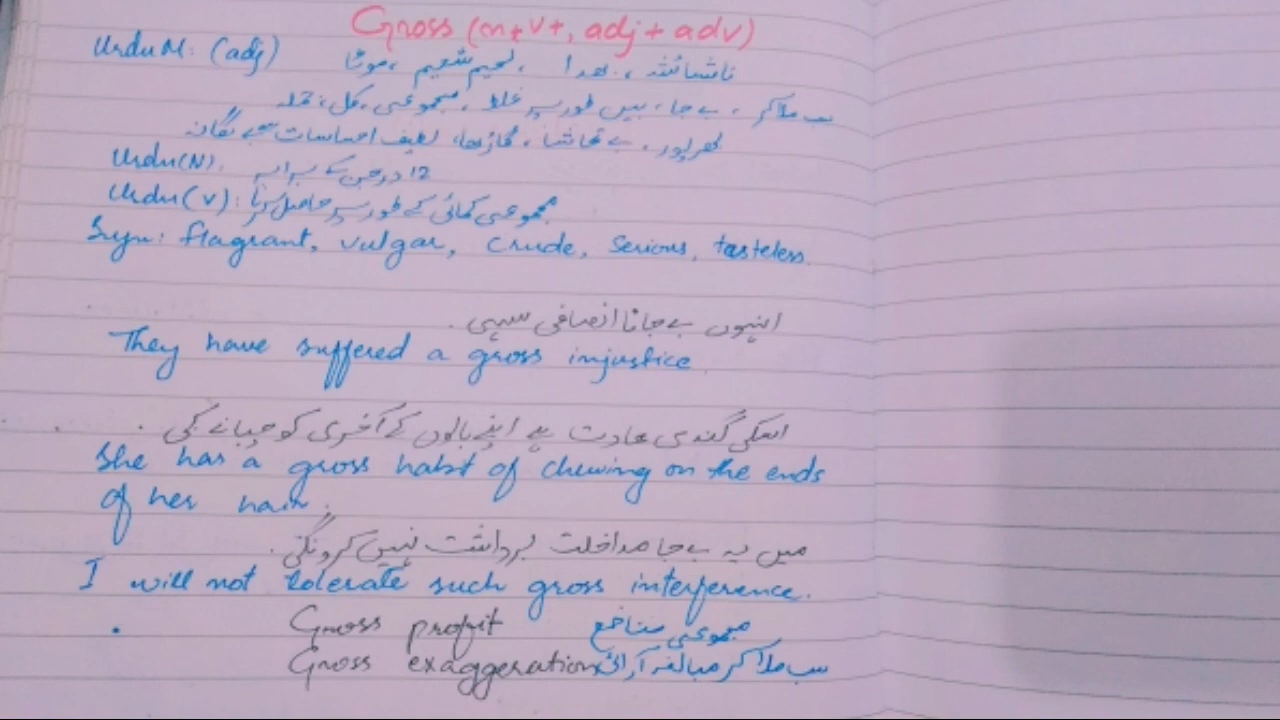 Gross (n+v+, adj + adv)
Urdu M: (adj) ناشائستہ ، بھدا ، لحیم شحیم ، موٹا
سب ملا کر ، بے جا ، بین طور پر غلط ، مجموعی ، کل
بھرپور ، بے تحاشا ، گاڑھا ، لطیف احساسات سے بیگانہ
Urdu (N): 12 درجن کے برابر
Urdu (v): مجموعی کمائی کے طور پر حاصل کرنا
Syn: flagrant, vulgar, crude, serious, tasteless.
انہوں بے جا نا انصافی سہی .
They have suffered a gross injustice.
اسکی گندی عادت ہے اپنے بالوں کے آخری کو چبانے کی .
She has a gross habit of chewing on the ends
of her hair.
میں یہ بے جا مداخلت برداشت نہیں کرونگی .
I will not tolerate such gross interference.
Gross profit مجموعی منافع
Gross exaggeration سب ملا کر مبالغہ آرائی